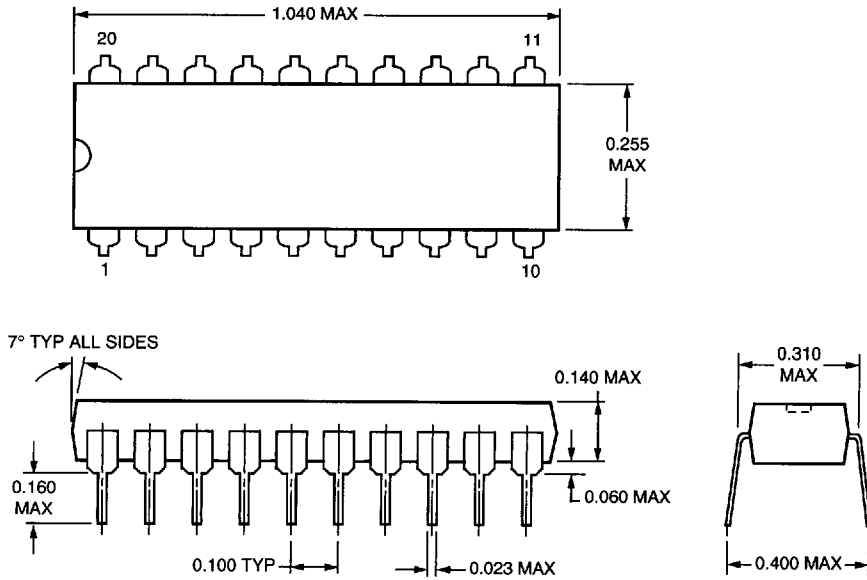 1.040 MAX
20
11
0.255
MAX
1
10
7° TYP ALL SIDES
0.140 MAX
0.310
MAX
0.160
MAX
0.060 MAX
0.100 TYP
0.023 MAX
0.400 MAX